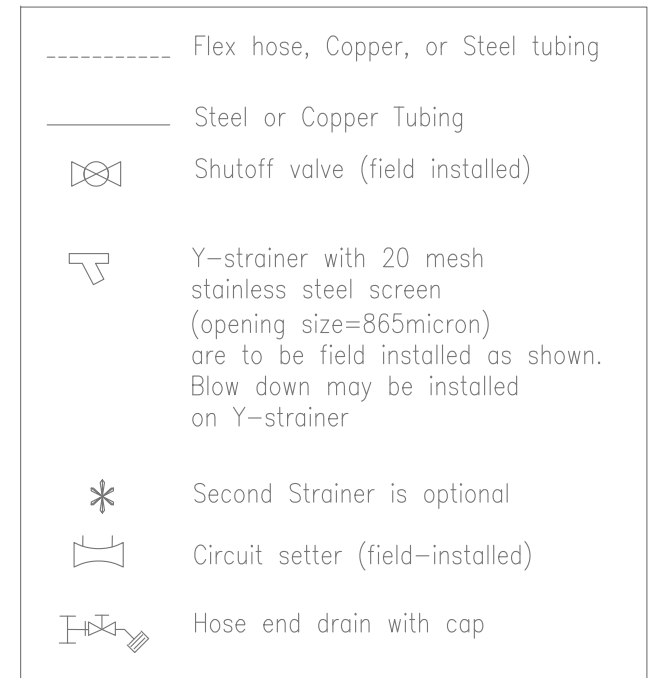 Flex hose, Copper, or Steel tubing
Steel or Copper Tubing
Shutoff valve (field installed)
Y-strainer with 20 mesh
stainless steel screen
(opening size=865micron)
are to be field installed as shown.
Blow down may be installed
on Y-strainer
Second Strainer is optional
Circuit setter (field-installed)
Hose end drain with cap